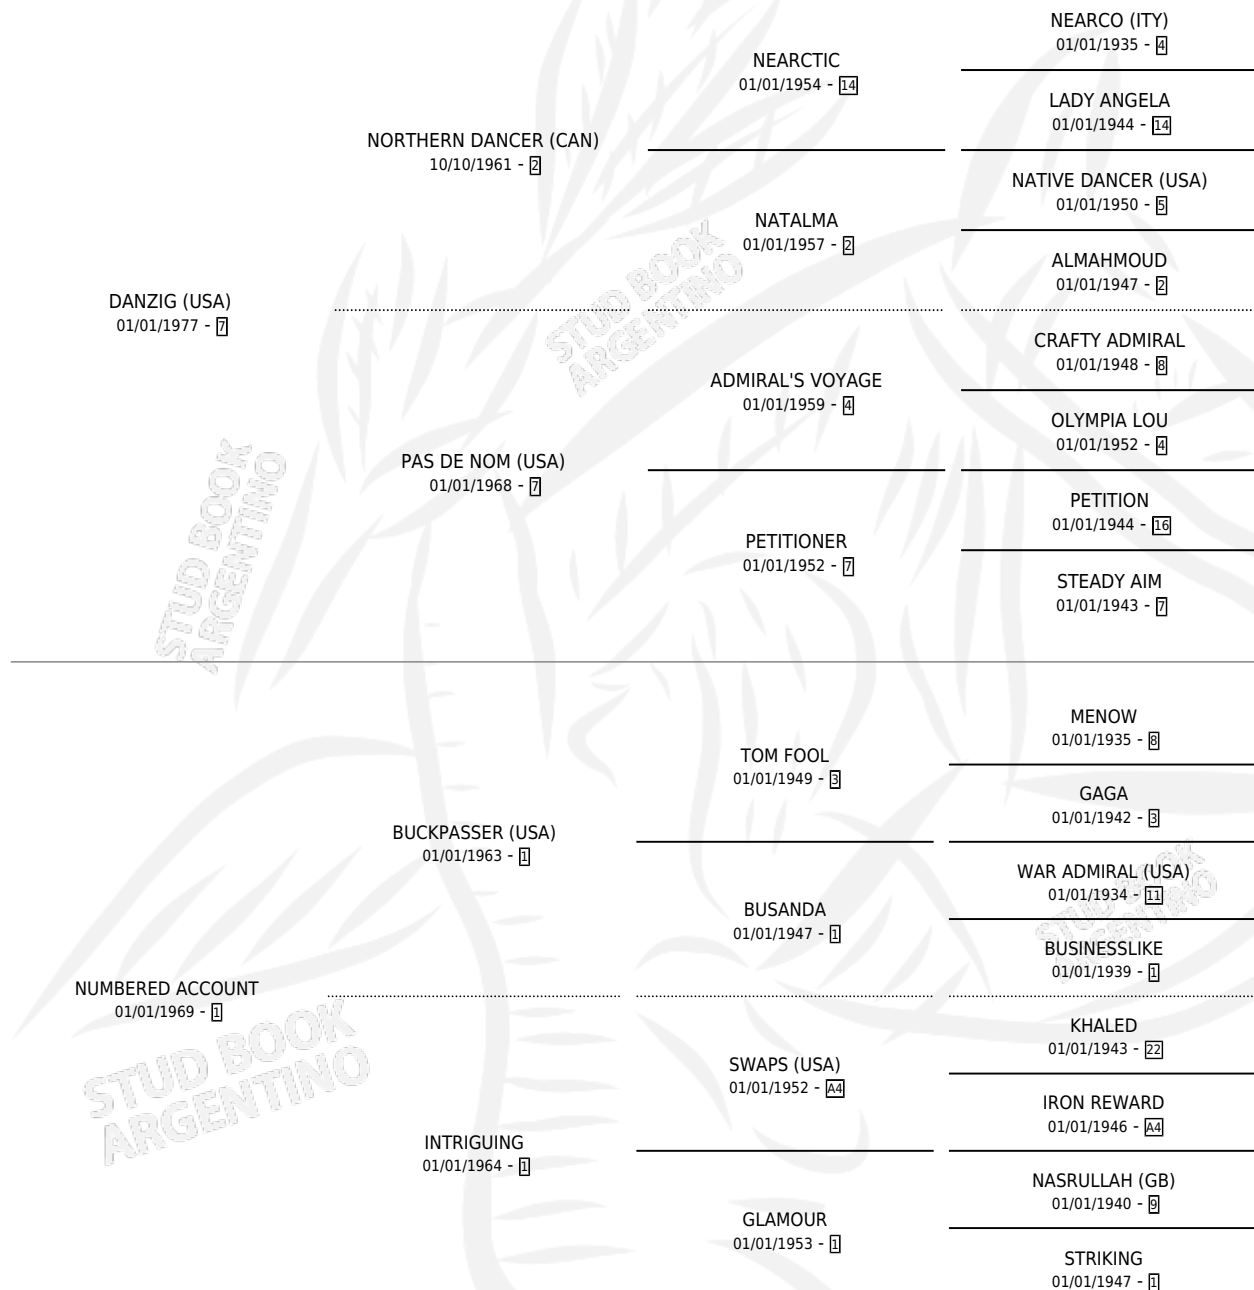 NEARCO (ITY)
01/01/1935 - 4
NEARCTIC
01/01/1954 - 14
LADY ANGELA
01/01/1944 - 14
NORTHERN DANCER (CAN)
10/10/1961 - 2
NATIVE DANCER (USA)
01/01/1950 - 5
NATALMA
01/01/1957 - 2
ALMAHMOUD
01/01/1947 - 2
DANZIG (USA)
01/01/1977 - 7
CRAFTY ADMIRAL
01/01/1948 - 8
ADMIRAL'S VOYAGE
01/01/1959 - 4
OLYMPIA LOU
01/01/1952 - 4
PAS DE NOM (USA)
01/01/1968 - 7
PETITION
01/01/1944 - 16
PETITIONER
01/01/1952 - 7
STEADY AIM
01/01/1943 - 7
MENOW
01/01/1935 - 8
TOM FOOL
01/01/1949 - 3
GAGA
01/01/1942 - 3
BUCKPASSER (USA)
01/01/1963 - 1
WAR ADMIRAL (USA)
01/01/1934 - 11
BUSANDA
01/01/1947 - 1
BUSINESSLIKE
01/01/1939 - 1
NUMBERED ACCOUNT
01/01/1969 - 1
KHALED
01/01/1943 - 22
SWAPS (USA)
01/01/1952 - A4
IRON REWARD
01/01/1946 - A4
INTRIGUING
01/01/1964 - 1
NASRULLAH (GB)
01/01/1940 - 9
GLAMOUR
01/01/1953 - 1
STRIKING
01/01/1947 - 1
STUD BOOK
ARGENTINO
STUD BOOK
ARGENTINO
STUD BOOK
ARGENTINO
STUD BOOK
ARGENTINO